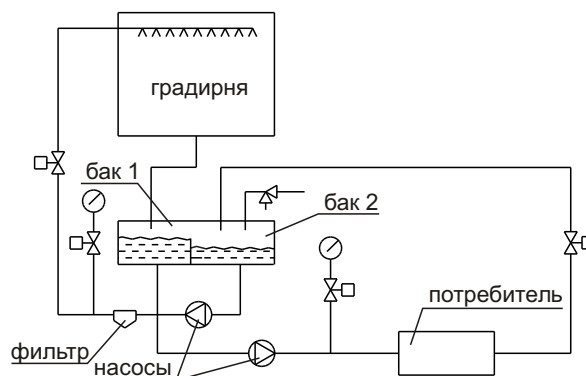 градирня
бак 1
бак 2
потребитель
фильтр
насосы